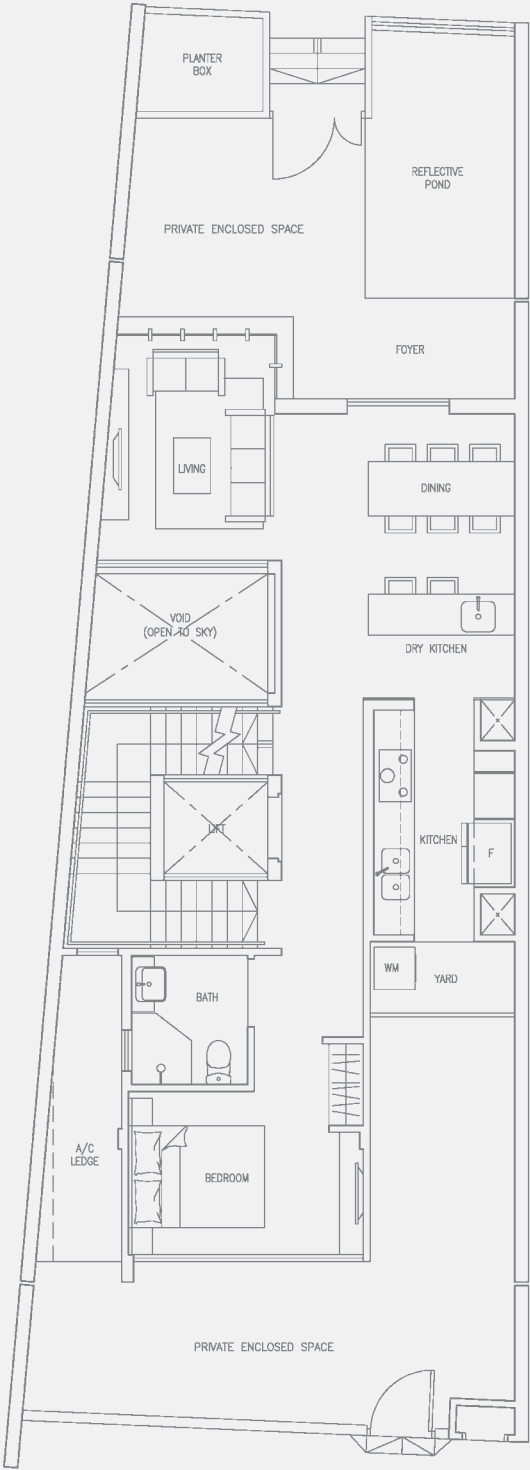 PLANTER
BOX
REFLECTIVE
POND
PRIVATE ENCLOSED SPACE
FOYER
LIVING
DINING
VOID
(OPEN TO SKY)
DRY KITCHEN
LIFT
KITCHEN
F
WM
YARD
BATH
A/C
LEDGE
BEDROOM
PRIVATE ENCLOSED SPACE